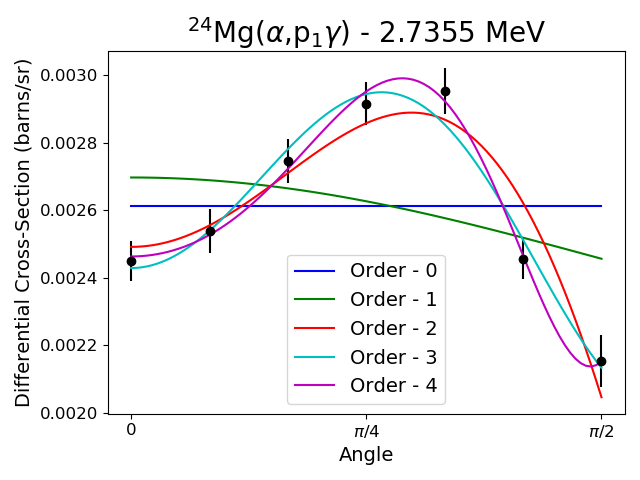 ²⁴Mg(α,p₁γ) - 2.7355 MeV
Differential Cross-Section (barns/sr)
0.0030
0.0028
0.0026
0.0024
0.0022
0.0020
Order - 0
Order - 1
Order - 2
Order - 3
Order - 4
0
π/4
π/2
Angle